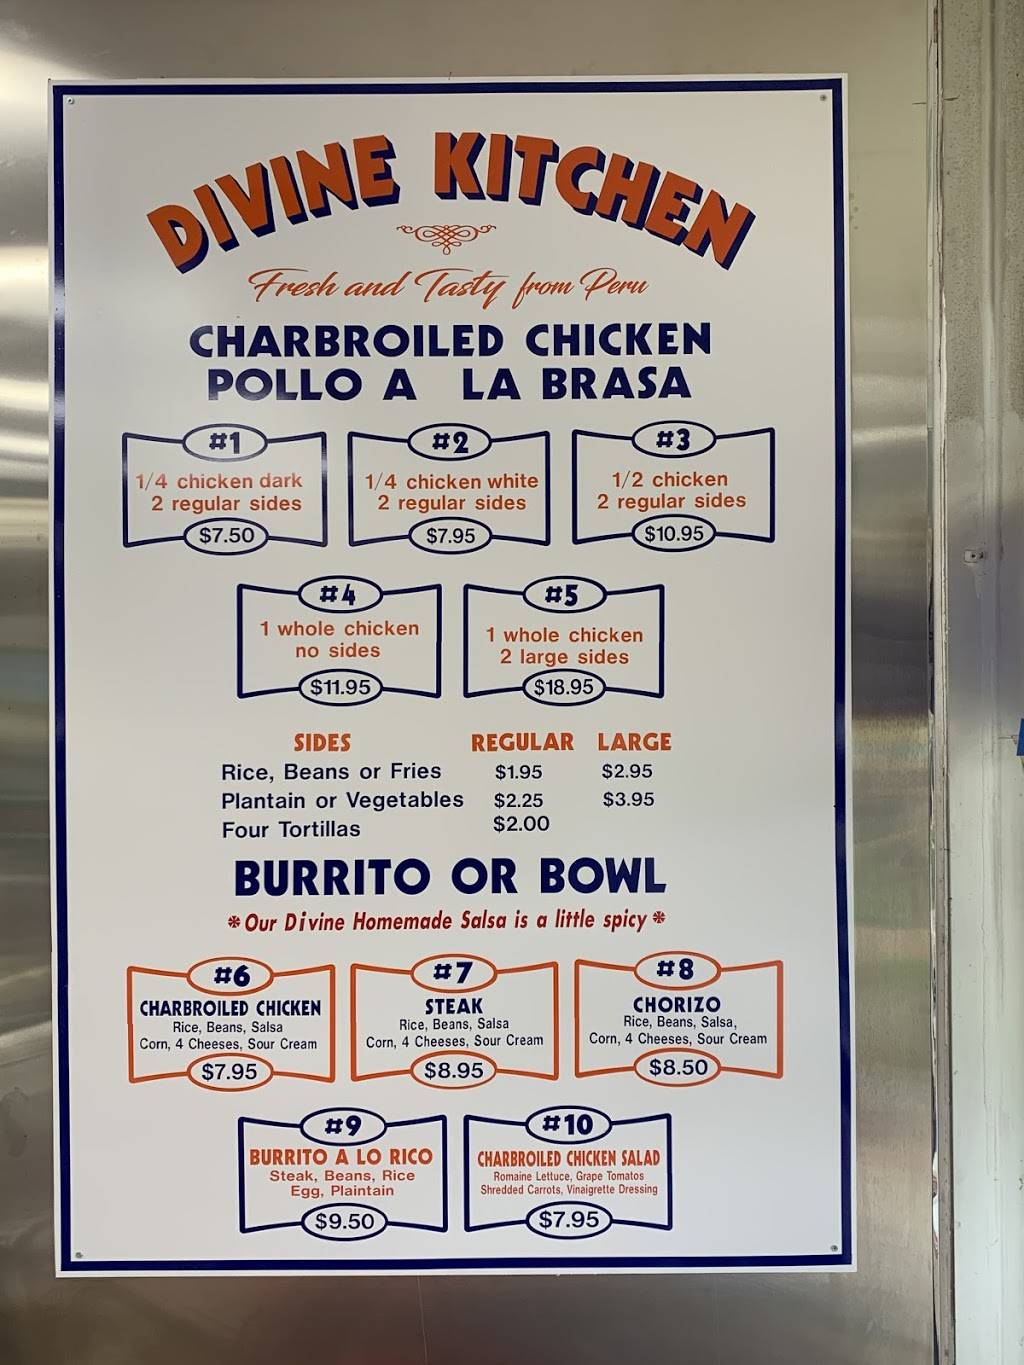 DIVINE KITCHEN
Fresh and Tasty from Peru
CHARBROILED CHICKEN
POLLO A LA BRASA
#1
1/4 chicken dark
2 regular sides
$7.50
#2
1/4 chicken white
2 regular sides
$7.95
#3
1/2 chicken
2 regular sides
$10.95
#4
1 whole chicken
no sides
$11.95
#5
1 whole chicken
2 large sides
$18.95
SIDES REGULAR LARGE
Rice, Beans or Fries $1.95 $2.95
Plantain or Vegetables $2.25 $3.95
Four Tortillas $2.00
BURRITO OR BOWL
*Our Divine Homemade Salsa is a little spicy*
#6
CHARBROILED CHICKEN
Rice, Beans, Salsa
Corn, 4 Cheeses, Sour Cream
$7.95
#7
STEAK
Rice, Beans, Salsa
Corn, 4 Cheeses, Sour Cream
$8.95
#8
CHORIZO
Rice, Beans, Salsa,
Corn, 4 Cheeses, Sour Cream
$8.50
#9
BURRITO A LO RICO
Steak, Beans, Rice
Egg, Plaintain
$9.50
#10
CHARBROILED CHICKEN SALAD
Romaine Lettuce, Grape Tomatos
Shredded Carrots, Vinaigrette Dressing
$7.95